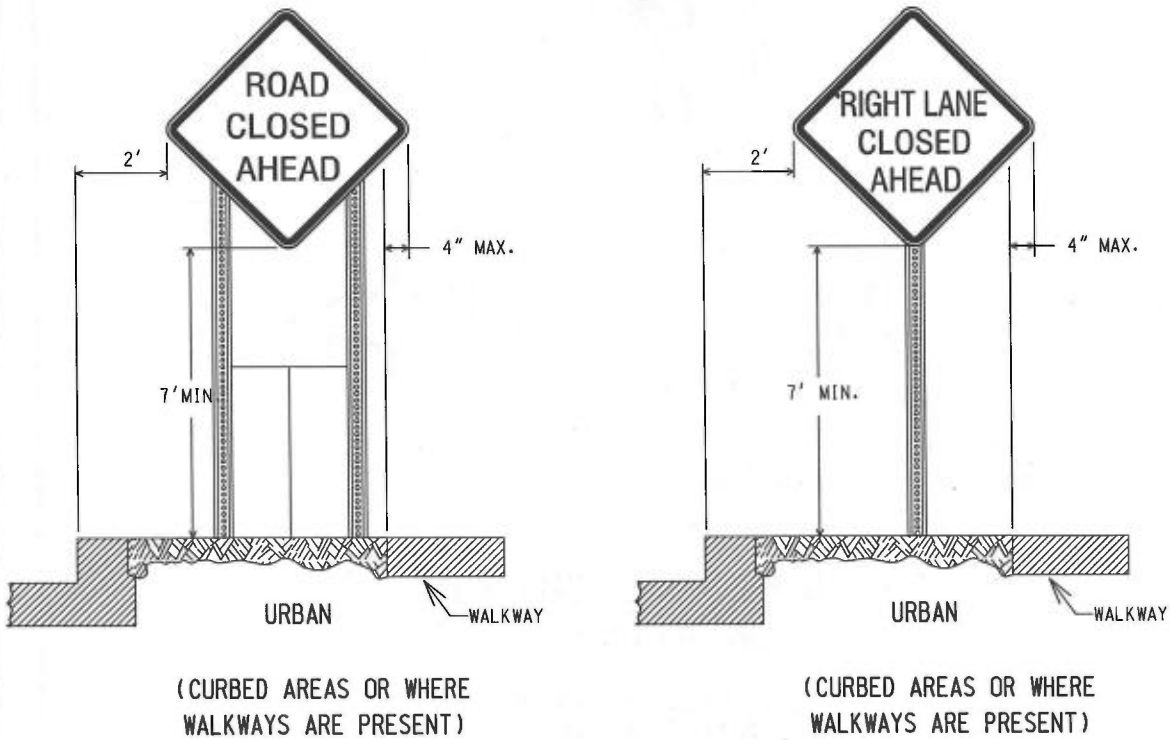 ROAD
CLOSED
AHEAD
2'
4" MAX.
7'MIN
URBAN
WALKWAY
(CURBED AREAS OR WHERE
WALKWAYS ARE PRESENT)
RIGHT LANE
CLOSED
AHEAD
2'
4" MAX.
7' MIN.
URBAN
WALKWAY
(CURBED AREAS OR WHERE
WALKWAYS ARE PRESENT)